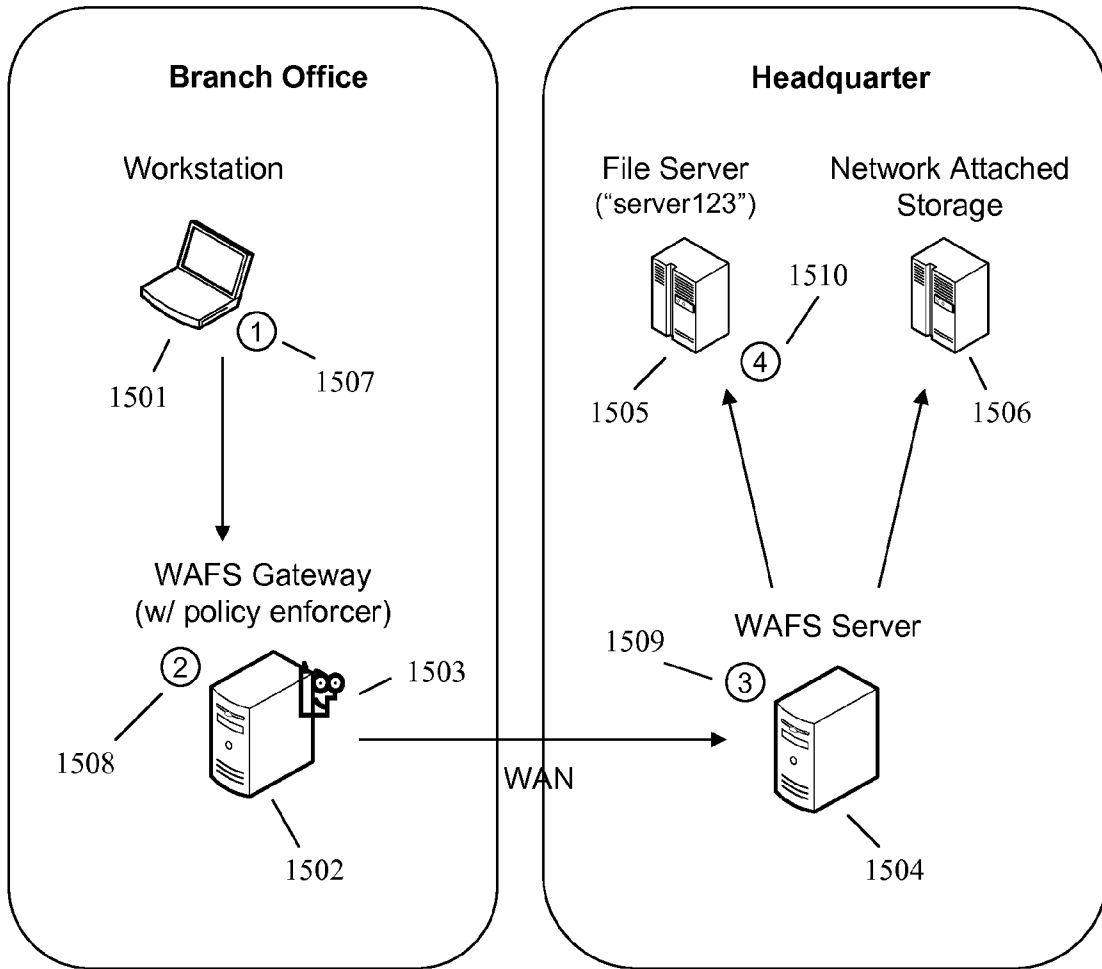 Branch Office
Workstation
1
1501
1507
WAFS Gateway
(w/ policy enforcer)
2
1503
1508
1502
WAN
Headquarter
File Server
("server123")
Network Attached
Storage
1510
4
1505
1506
WAFS Server
1509
3
1504